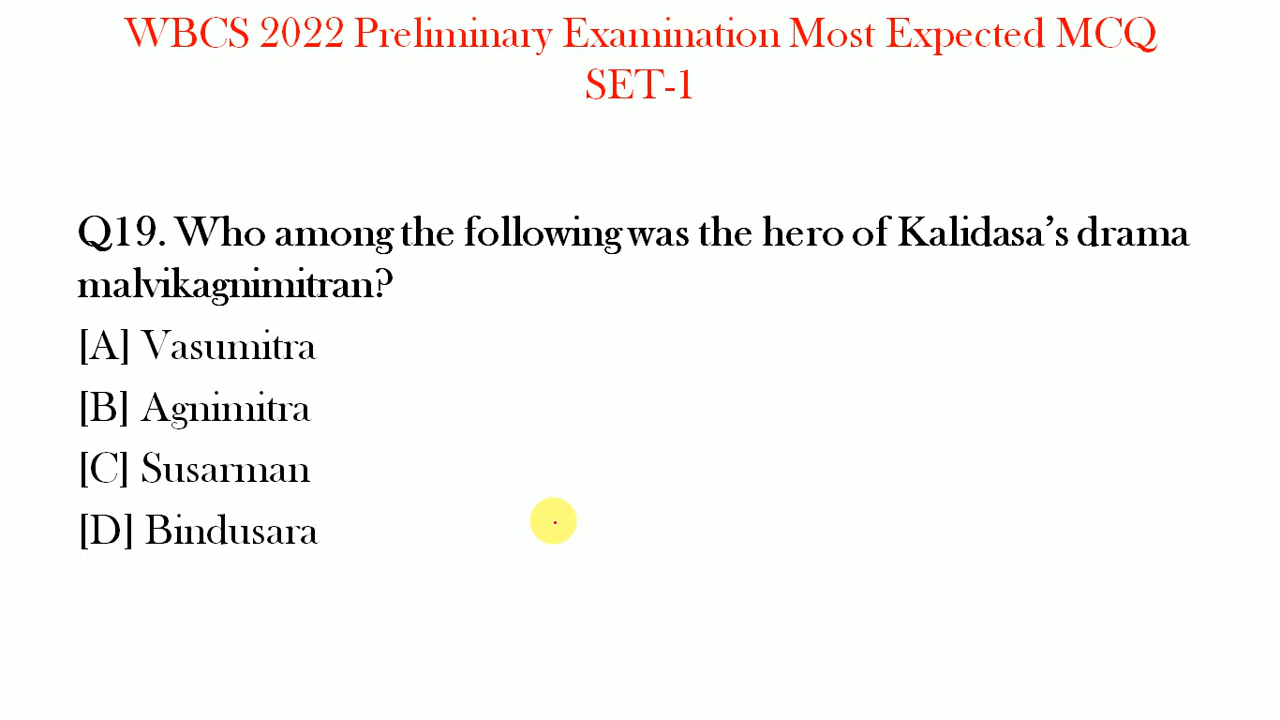 WBCS 2022 Preliminary Examination Most Expected MCQ
SET-1
Q19. Who among the following was the hero of Kalidasa’s drama
malvikagnimitran?
[A] Vasumitra
[B] Agnimitra
[C] Susarman
[D] Bindusara